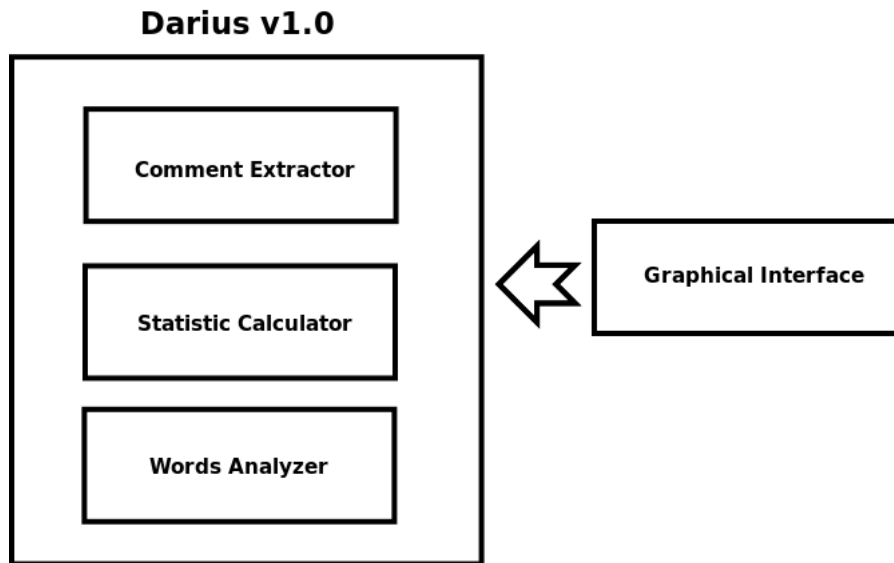 Darius v1.0
Comment Extractor
Statistic Calculator
Words Analyzer
Graphical Interface